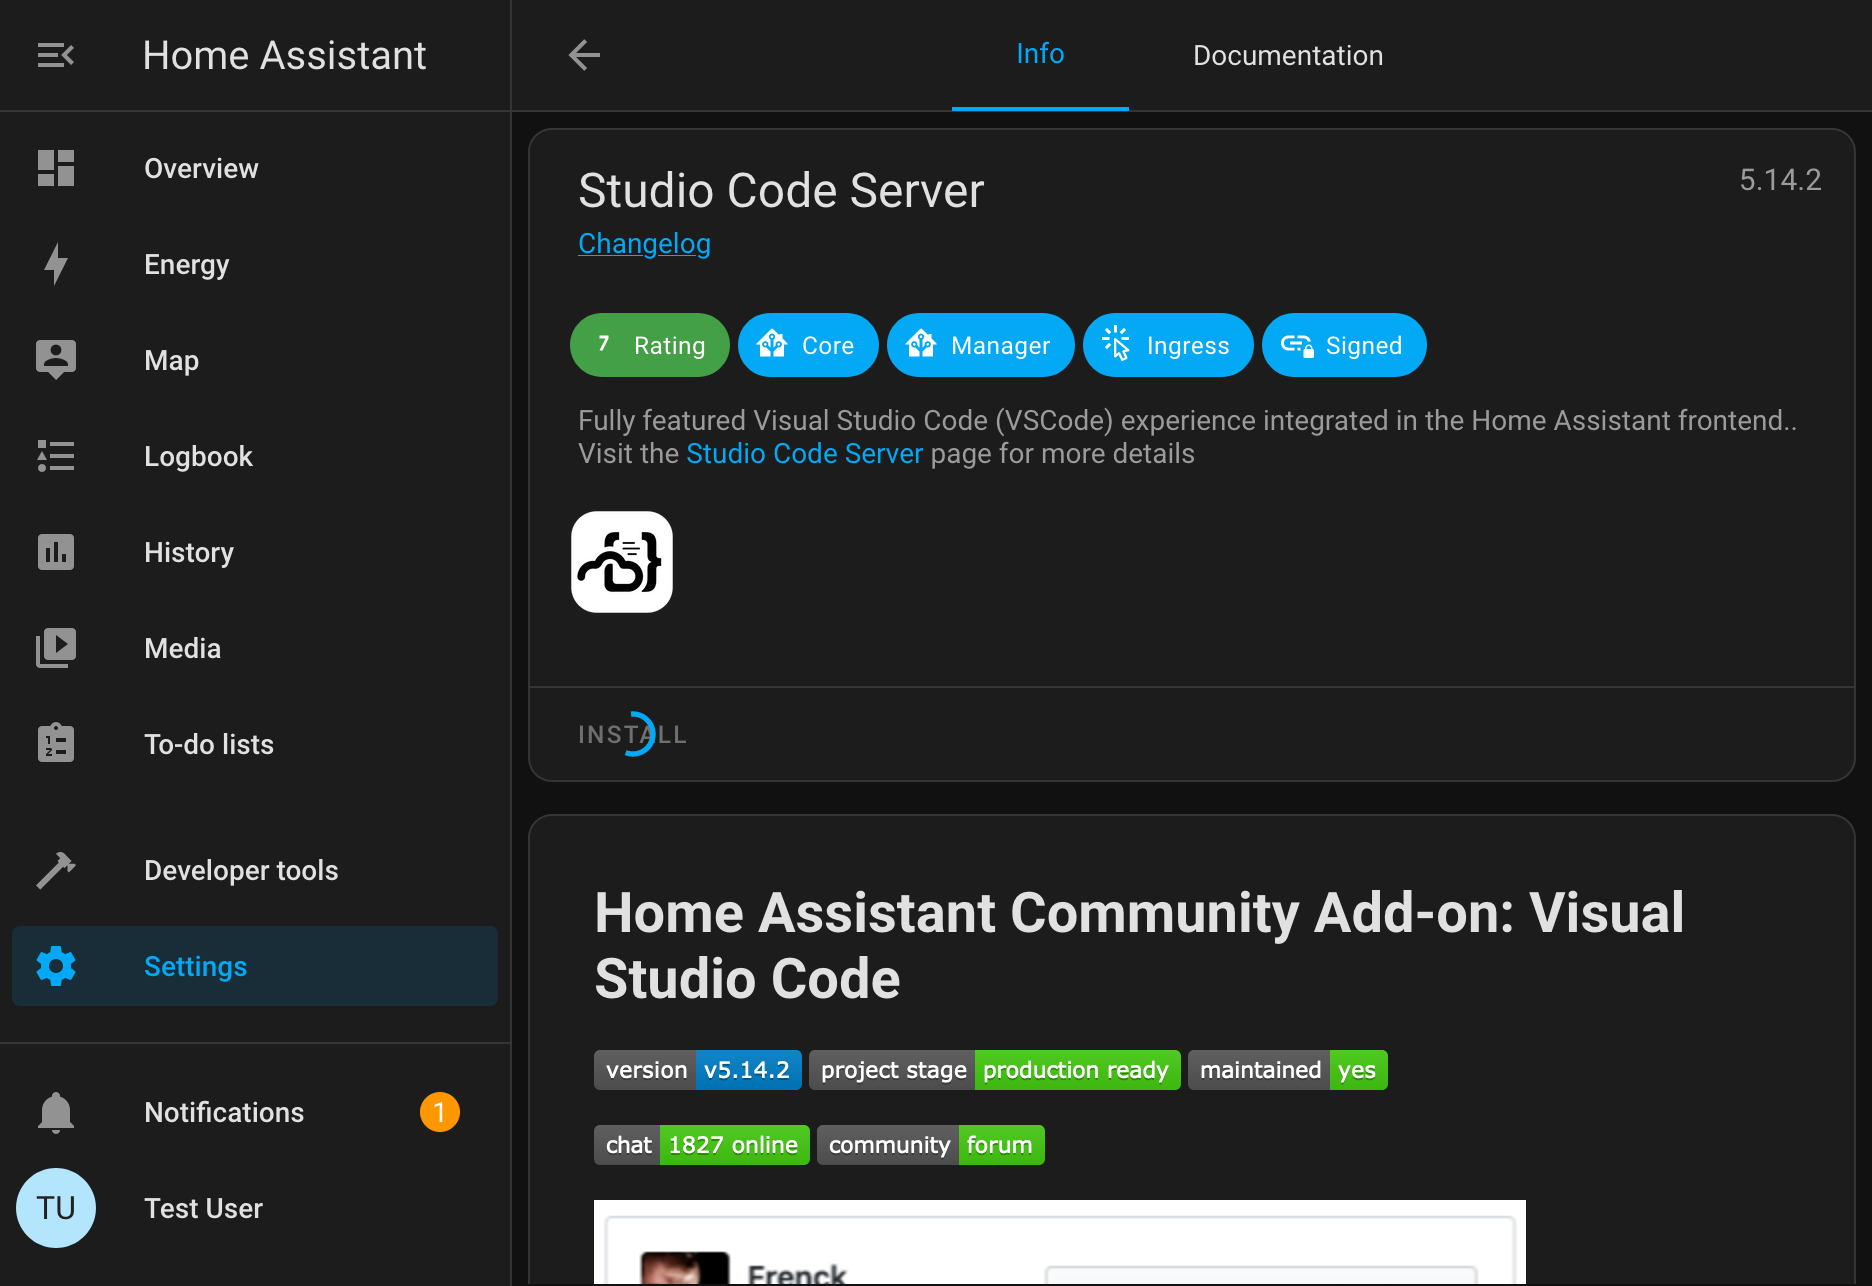 Home Assistant
Info
Documentation
Overview
Energy
Map
Logbook
History
Media
To-do lists
Developer tools
Settings
Notifications
1
TU
Test User
Studio Code Server
5.14.2
Changelog
7 Rating
Core
Manager
Ingress
Signed
Fully featured Visual Studio Code (VSCode) experience integrated in the Home Assistant frontend..
Visit the Studio Code Server page for more details
INSTALL
Home Assistant Community Add-on: Visual
Studio Code
version v5.14.2
project stage production ready
maintained yes
chat 1827 online
community forum
Frenck